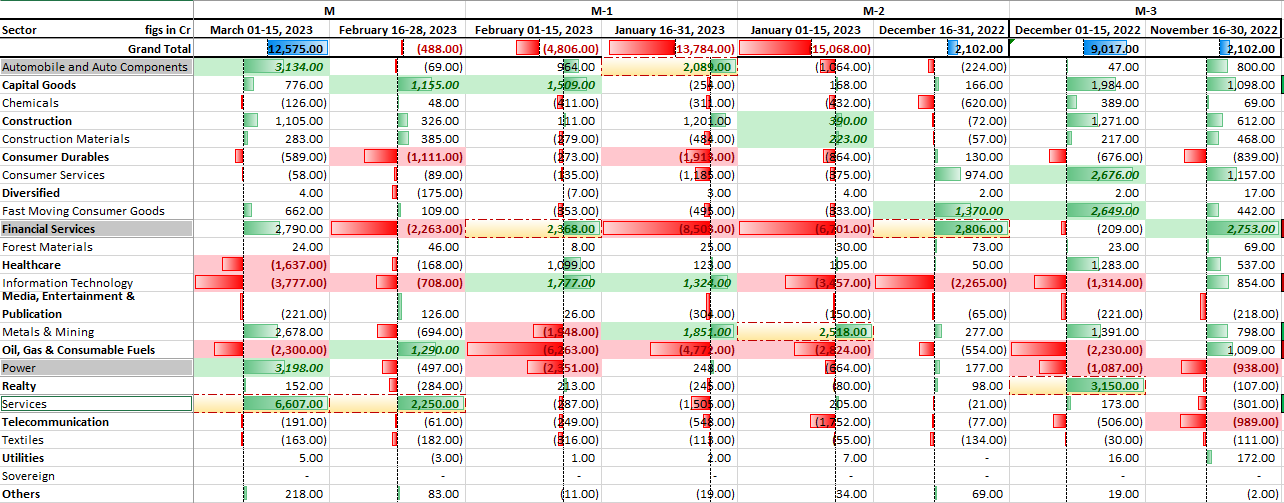 M M-1 M-2 M-3
Sector figs in Cr March 01-15, 2023 February 16-28, 2023 February 01-15, 2023 January 16-31, 2023 January 01-15, 2023 December 16-31, 2022 December 01-15, 2022 November 16-30, 2022
Grand Total 12,575.00 (488.00) (4,806.00) (13,784.00) (15,068.00) 2,102.00 9,017.00 2,102.00
Automobile and Auto Components 3,134.00 (69.00) 964.00 2,089.00 (1,064.00) (224.00) 47.00 800.00
Capital Goods 776.00 1,155.00 1,509.00 (254.00) 168.00 166.00 1,984.00 1,098.00
Chemicals (126.00) 48.00 (411.00) (311.00) (432.00) (620.00) 389.00 69.00
Construction 1,105.00 326.00 111.00 1,201.00 390.00 (72.00) 1,271.00 612.00
Construction Materials 283.00 385.00 (279.00) (484.00) 223.00 (57.00) 217.00 468.00
Consumer Durables (589.00) (1,111.00) (273.00) (1,913.00) (864.00) 130.00 (676.00) (839.00)
Consumer Services (58.00) (89.00) (135.00) (1,185.00) (375.00) 974.00 2,676.00 1,157.00
Diversified 4.00 (175.00) (7.00) 3.00 4.00 2.00 2.00 17.00
Fast Moving Consumer Goods 662.00 109.00 (353.00) (495.00) (333.00) 1,370.00 2,649.00 442.00
Financial Services 2,790.00 (2,263.00) 2,368.00 (8,503.00) (6,701.00) 2,806.00 (209.00) 2,753.00
Forest Materials 24.00 46.00 8.00 25.00 30.00 73.00 23.00 69.00
Healthcare (1,637.00) (168.00) 1,099.00 123.00 105.00 50.00 1,283.00 537.00
Information Technology (3,777.00) (708.00) 1,777.00 1,324.00 (3,457.00) (2,265.00) (1,314.00) 854.00
Media, Entertainment &
Publication (221.00) 126.00 26.00 (304.00) (150.00) (65.00) (221.00) (218.00)
Metals & Mining 2,678.00 (694.00) (1,948.00) 1,851.00 2,518.00 277.00 1,391.00 798.00
Oil, Gas & Consumable Fuels (2,300.00) 1,290.00 (6,263.00) (4,772.00) (2,824.00) (554.00) (2,230.00) 1,009.00
Power 3,198.00 (497.00) (2,351.00) 248.00 (664.00) 177.00 (1,087.00) (938.00)
Realty 152.00 (284.00) 213.00 (245.00) (80.00) 98.00 3,150.00 (107.00)
Services 6,607.00 2,250.00 (287.00) (1,505.00) 205.00 (21.00) 173.00 (301.00)
Telecommunication (191.00) (61.00) (249.00) (548.00) (1,752.00) (77.00) (506.00) (989.00)
Textiles (163.00) (182.00) (316.00) (113.00) (55.00) (134.00) (30.00) (111.00)
Utilities 5.00 (3.00) 1.00 2.00 7.00 - 16.00 172.00
Sovereign - - - - - - - -
Others 218.00 83.00 (11.00) (19.00) 34.00 69.00 19.00 (2.00)